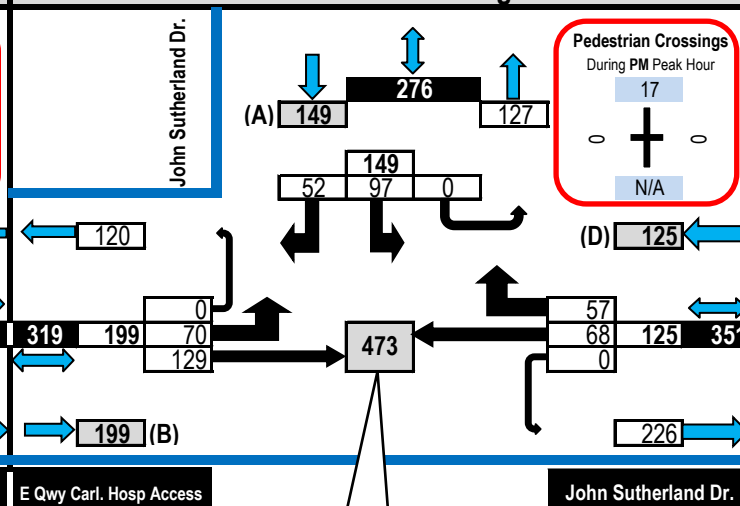 John Sutherland Dr.
276
(A) 149
127
Pedestrian Crossings
During PM Peak Hour
17
0
0
N/A
149
52 97 0
120
(D) 125
0
319 199 70
129
473
57
68 125 351
0
199 (B)
226
E Qwy Carl. Hosp Access
John Sutherland Dr.